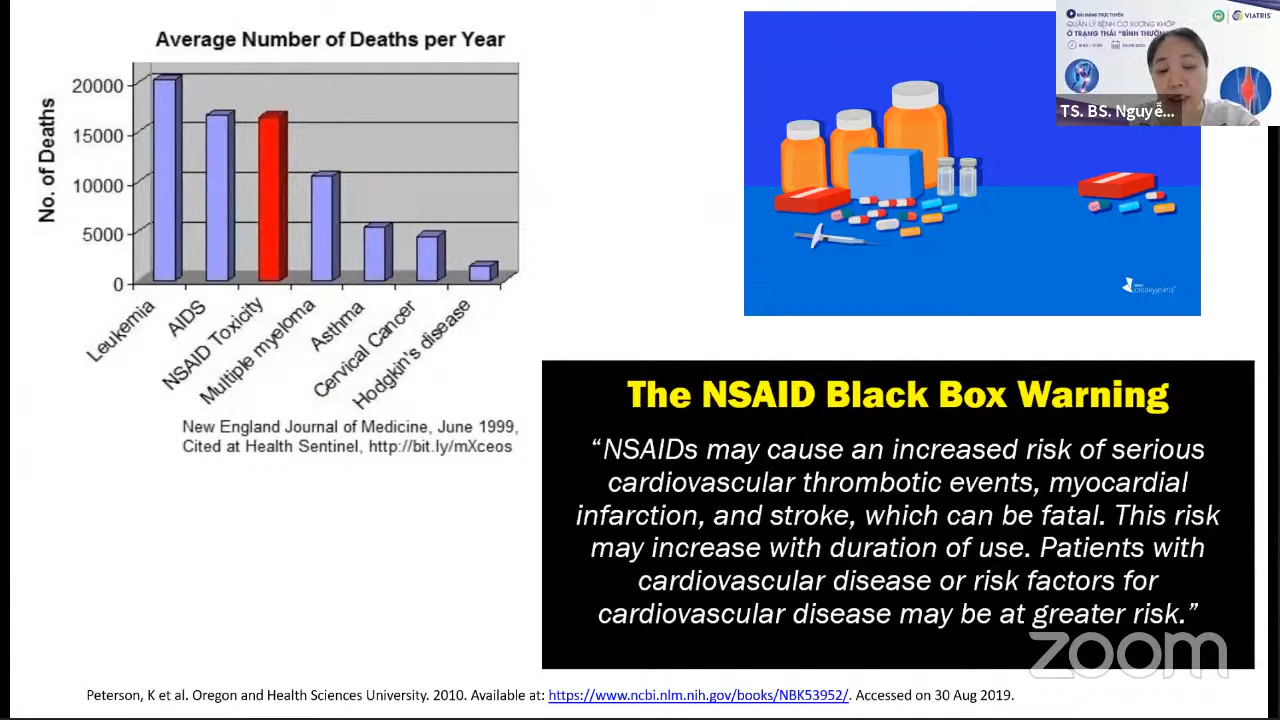 Average Number of Deaths per Year
No. of Deaths
20000
15000
10000
5000
0
Leukemia
AIDS
NSAID Toxicity
Multiple myeloma
Asthma
Cervical Cancer
Hodgkin's disease
New England Journal of Medicine, June 1999,
Cited at Health Sentinel, http://bit.ly/mXceos
creakyjoints
BÀI GIẢNG TRỰC TUYẾN
VIATRIS
QUẢN LÝ BỆNH CƠ XƯƠNG KHỚP
Ở TRẠNG THÁI "BÌNH THƯỜN
TS. BS. Nguyễ...
The NSAID Black Box Warning
“NSAIDs may cause an increased risk of serious
cardiovascular thrombotic events, myocardial
infarction, and stroke, which can be fatal. This risk
may increase with duration of use. Patients with
cardiovascular disease or risk factors for
cardiovascular disease may be at greater risk.”
zoom
Peterson, K et al. Oregon and Health Sciences University. 2010. Available at: https://www.ncbi.nlm.nih.gov/books/NBK53952/. Accessed on 30 Aug 2019.